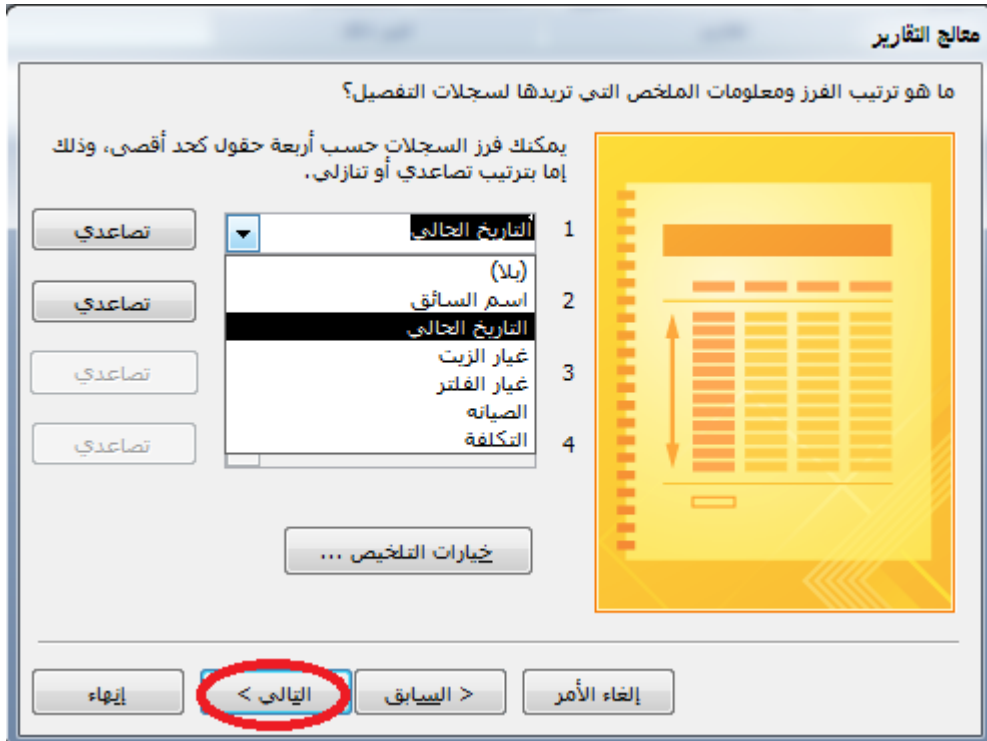 معالج التقارير
ما هو ترتيب الفرز ومعلومات الملخص التي تريدها لسجلات التفصيل؟
يمكنك فرز السجلات حسب أربعة حقول كحد أقصى، وذلك
إما بترتيب تصاعدي أو تنازلي.
1 التاريخ الحالي تصاعدي
(بلا)
2 اسم السائق تصاعدي
التاريخ الحالي
غيار الزيت
3 تصاعدي
غيار الفلتر
الصيانه
4 التكلفة تصاعدي
خيارات التلخيص ...
إلغاء الأمر < السابق التالي > إنهاء